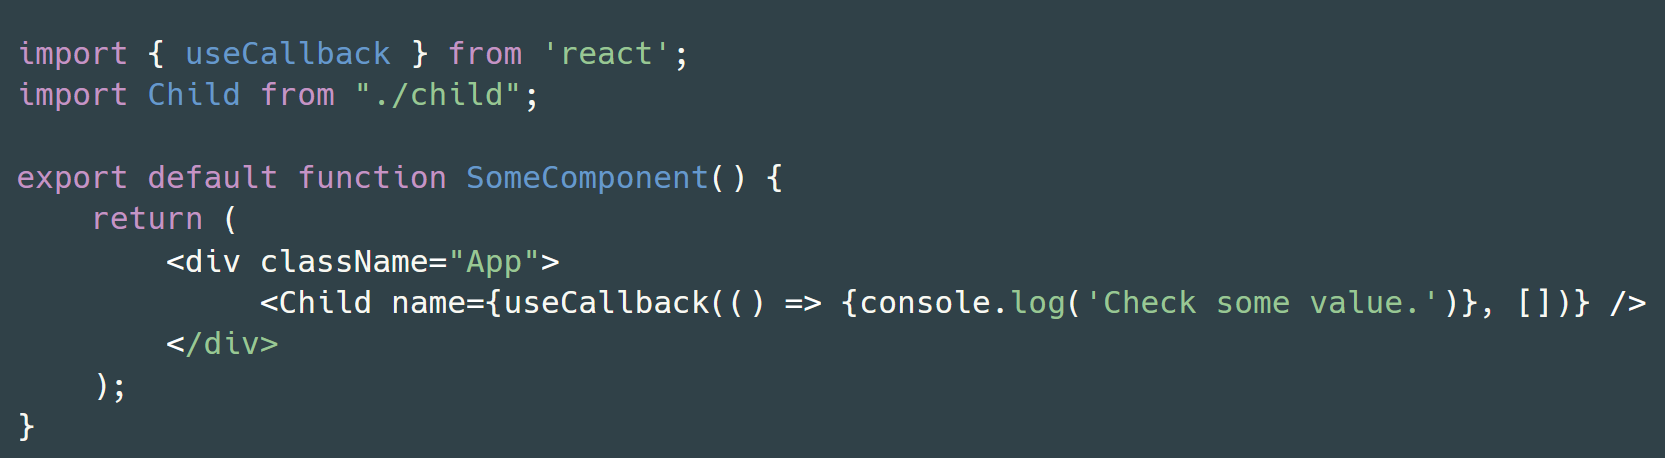 import { useCallback } from 'react';
import Child from "./child";

export default function SomeComponent() {
    return (
        <div className="App">
             <Child name={useCallback(() => {console.log('Check some value.')}, [])} />
        </div>
    );
}